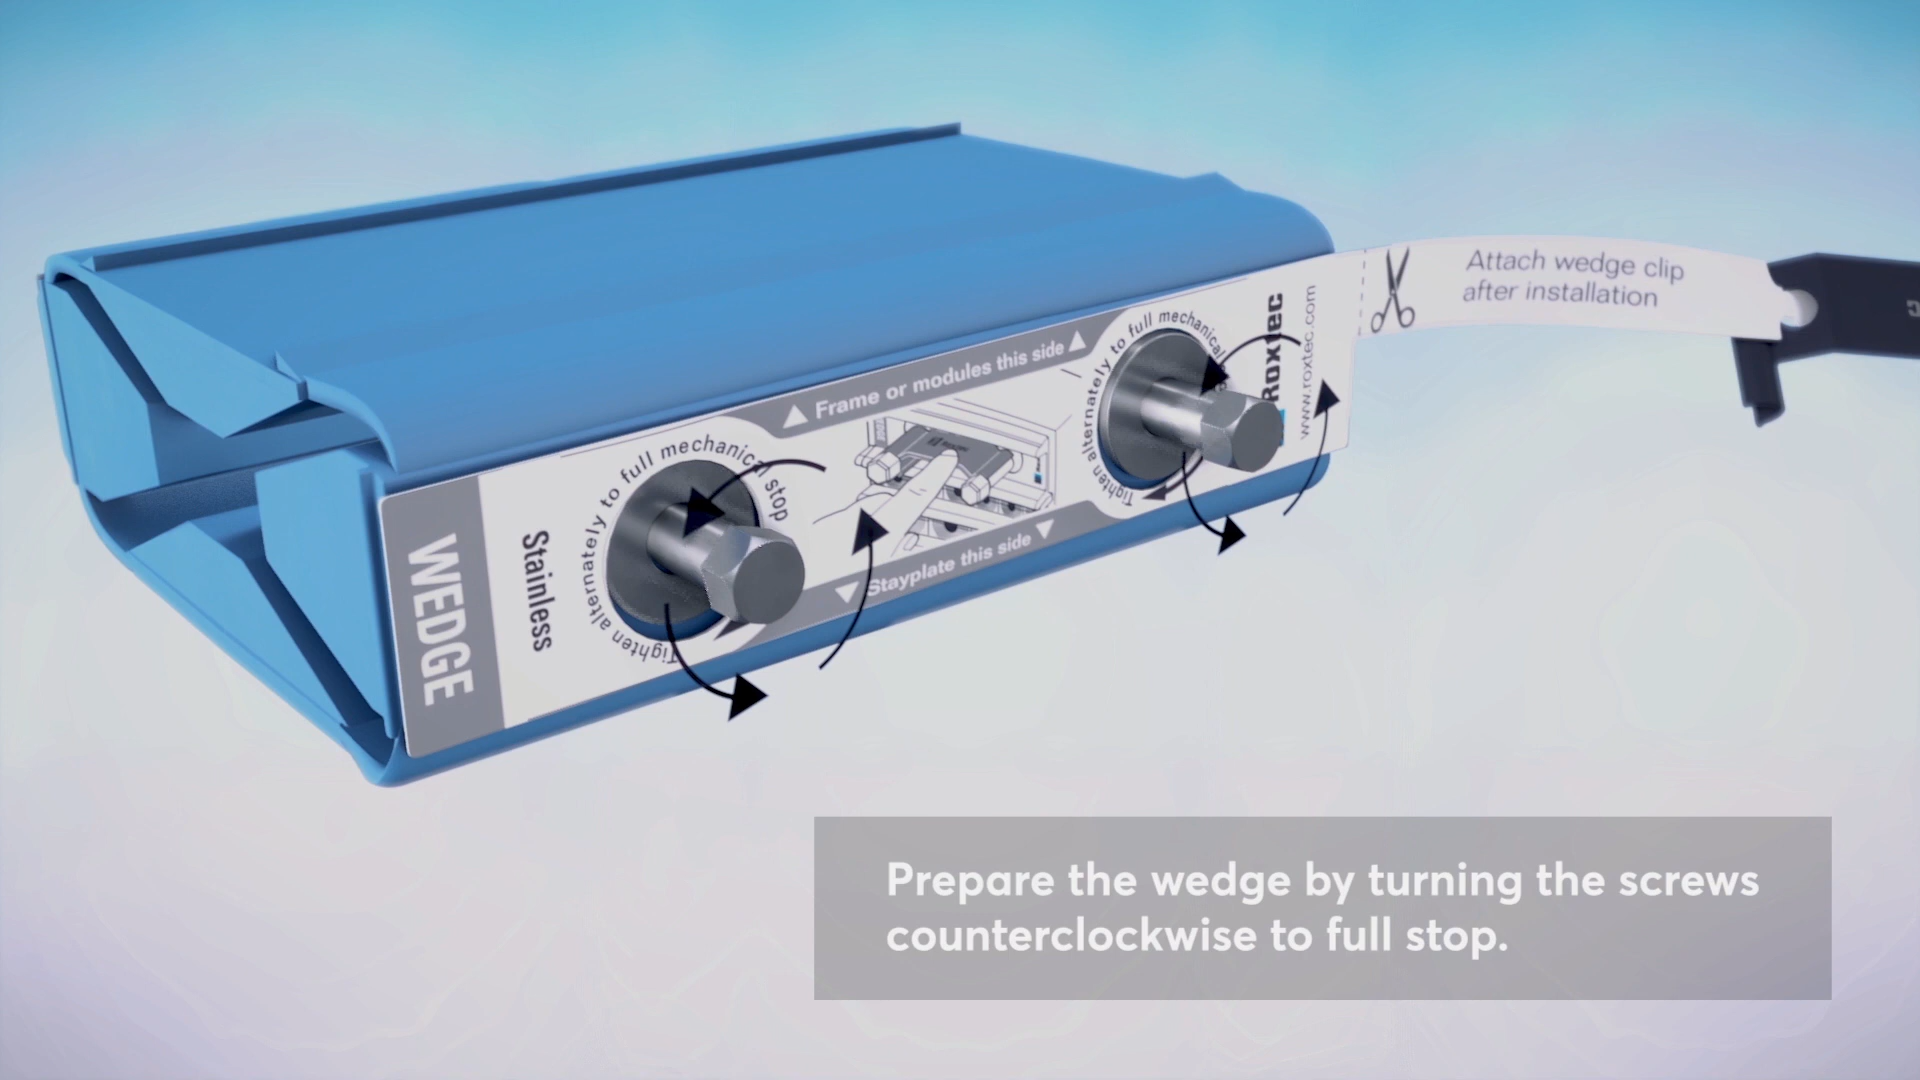 WEDGE
Stainless
Tighten alternately to full mechanical stop
Frame or modules this side
Stayplate this side
Tighten alternately to full mechanical
Roxtec
www.roxtec.com
Attach wedge clip
after installation
Prepare the wedge by turning the screws
counterclockwise to full stop.